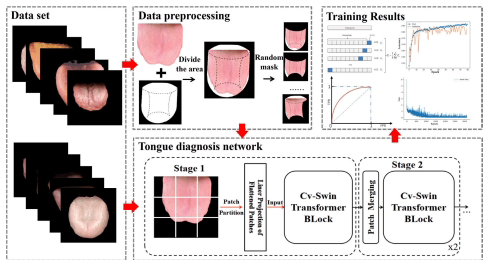 Data set
Data preprocessing
Divide
the area
Random
mask
......
Training Results
Tongue diagnosis network
Stage 1
Patch
Partition
Liner Projection of
Flattened Patches
Input
Cv-Swin
Transformer
BLock
Stage 2
Patch Merging
Cv-Swin
Transformer
BLock
...
x2